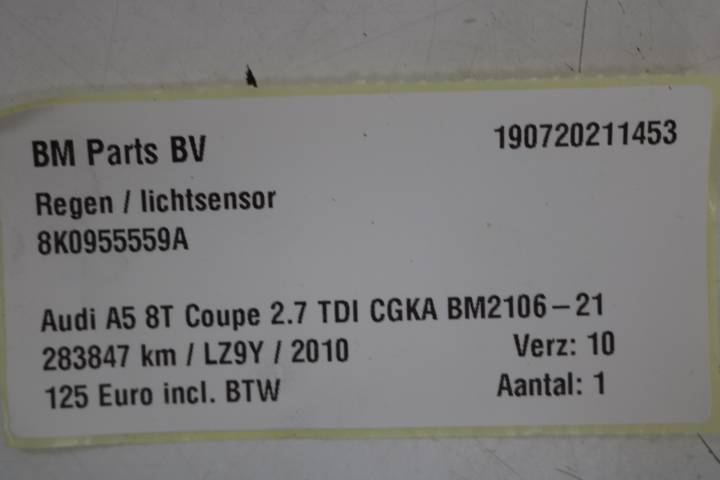 BM Parts BV 190720211453
Regen / lichtsensor
8K0955559A
Audi A5 8T Coupe 2.7 TDI CGKA BM2106-21
283847 km / LZ9Y / 2010 Verz: 10
125 Euro incl. BTW Aantal: 1